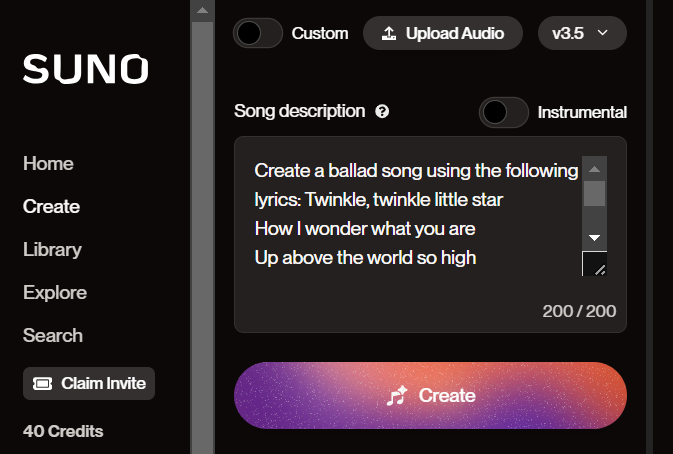 SUNO
Home
Create
Library
Explore
Search
Claim Invite
40 Credits
Custom
Upload Audio
v3.5
Song description
?
Instrumental
Create a ballad song using the following
lyrics: Twinkle, twinkle little star
How I wonder what you are
Up above the world so high
200 / 200
Create